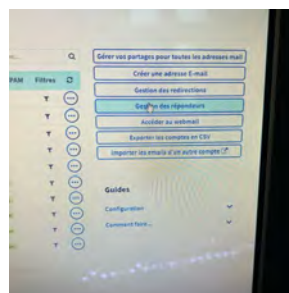 Gérer vos partages pour toutes les adresses mail
Créer une adresse E-mail
PAM Filtres
Gestion des redirections
Gestion des répondeurs
Accéder au webmail
Exporter les comptes en CSV
Importer les emails d'un autre compte
Guides
Configuration
Comment faire...